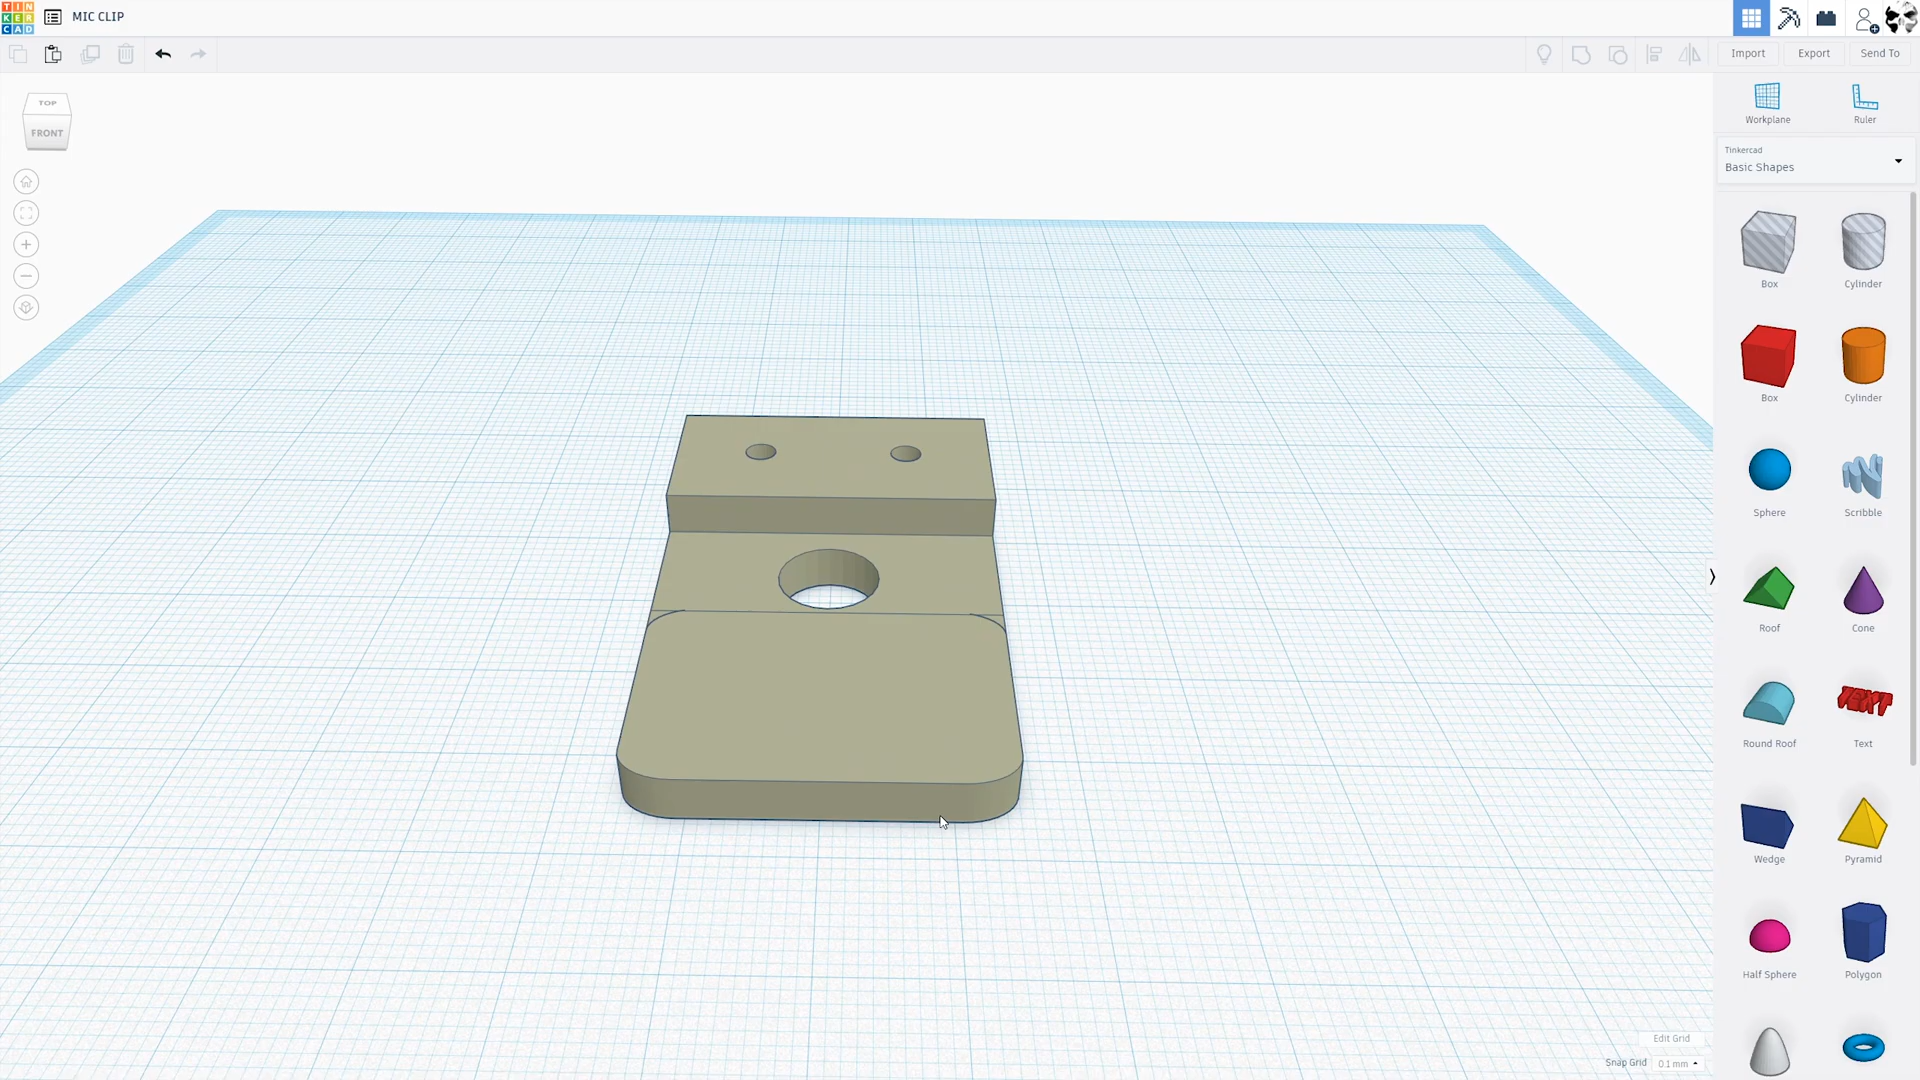 TIN
KER
CAD
MIC CLIP
Import
Export
Send To
TOP
FRONT
Workplane
Ruler
Tinkercad
Basic Shapes
Box
Cylinder
Box
Cylinder
Sphere
Scribble
Roof
Cone
TEXT
Round Roof
Text
Wedge
Pyramid
Half Sphere
Polygon
Edit Grid
Snap Grid
0.1 mm